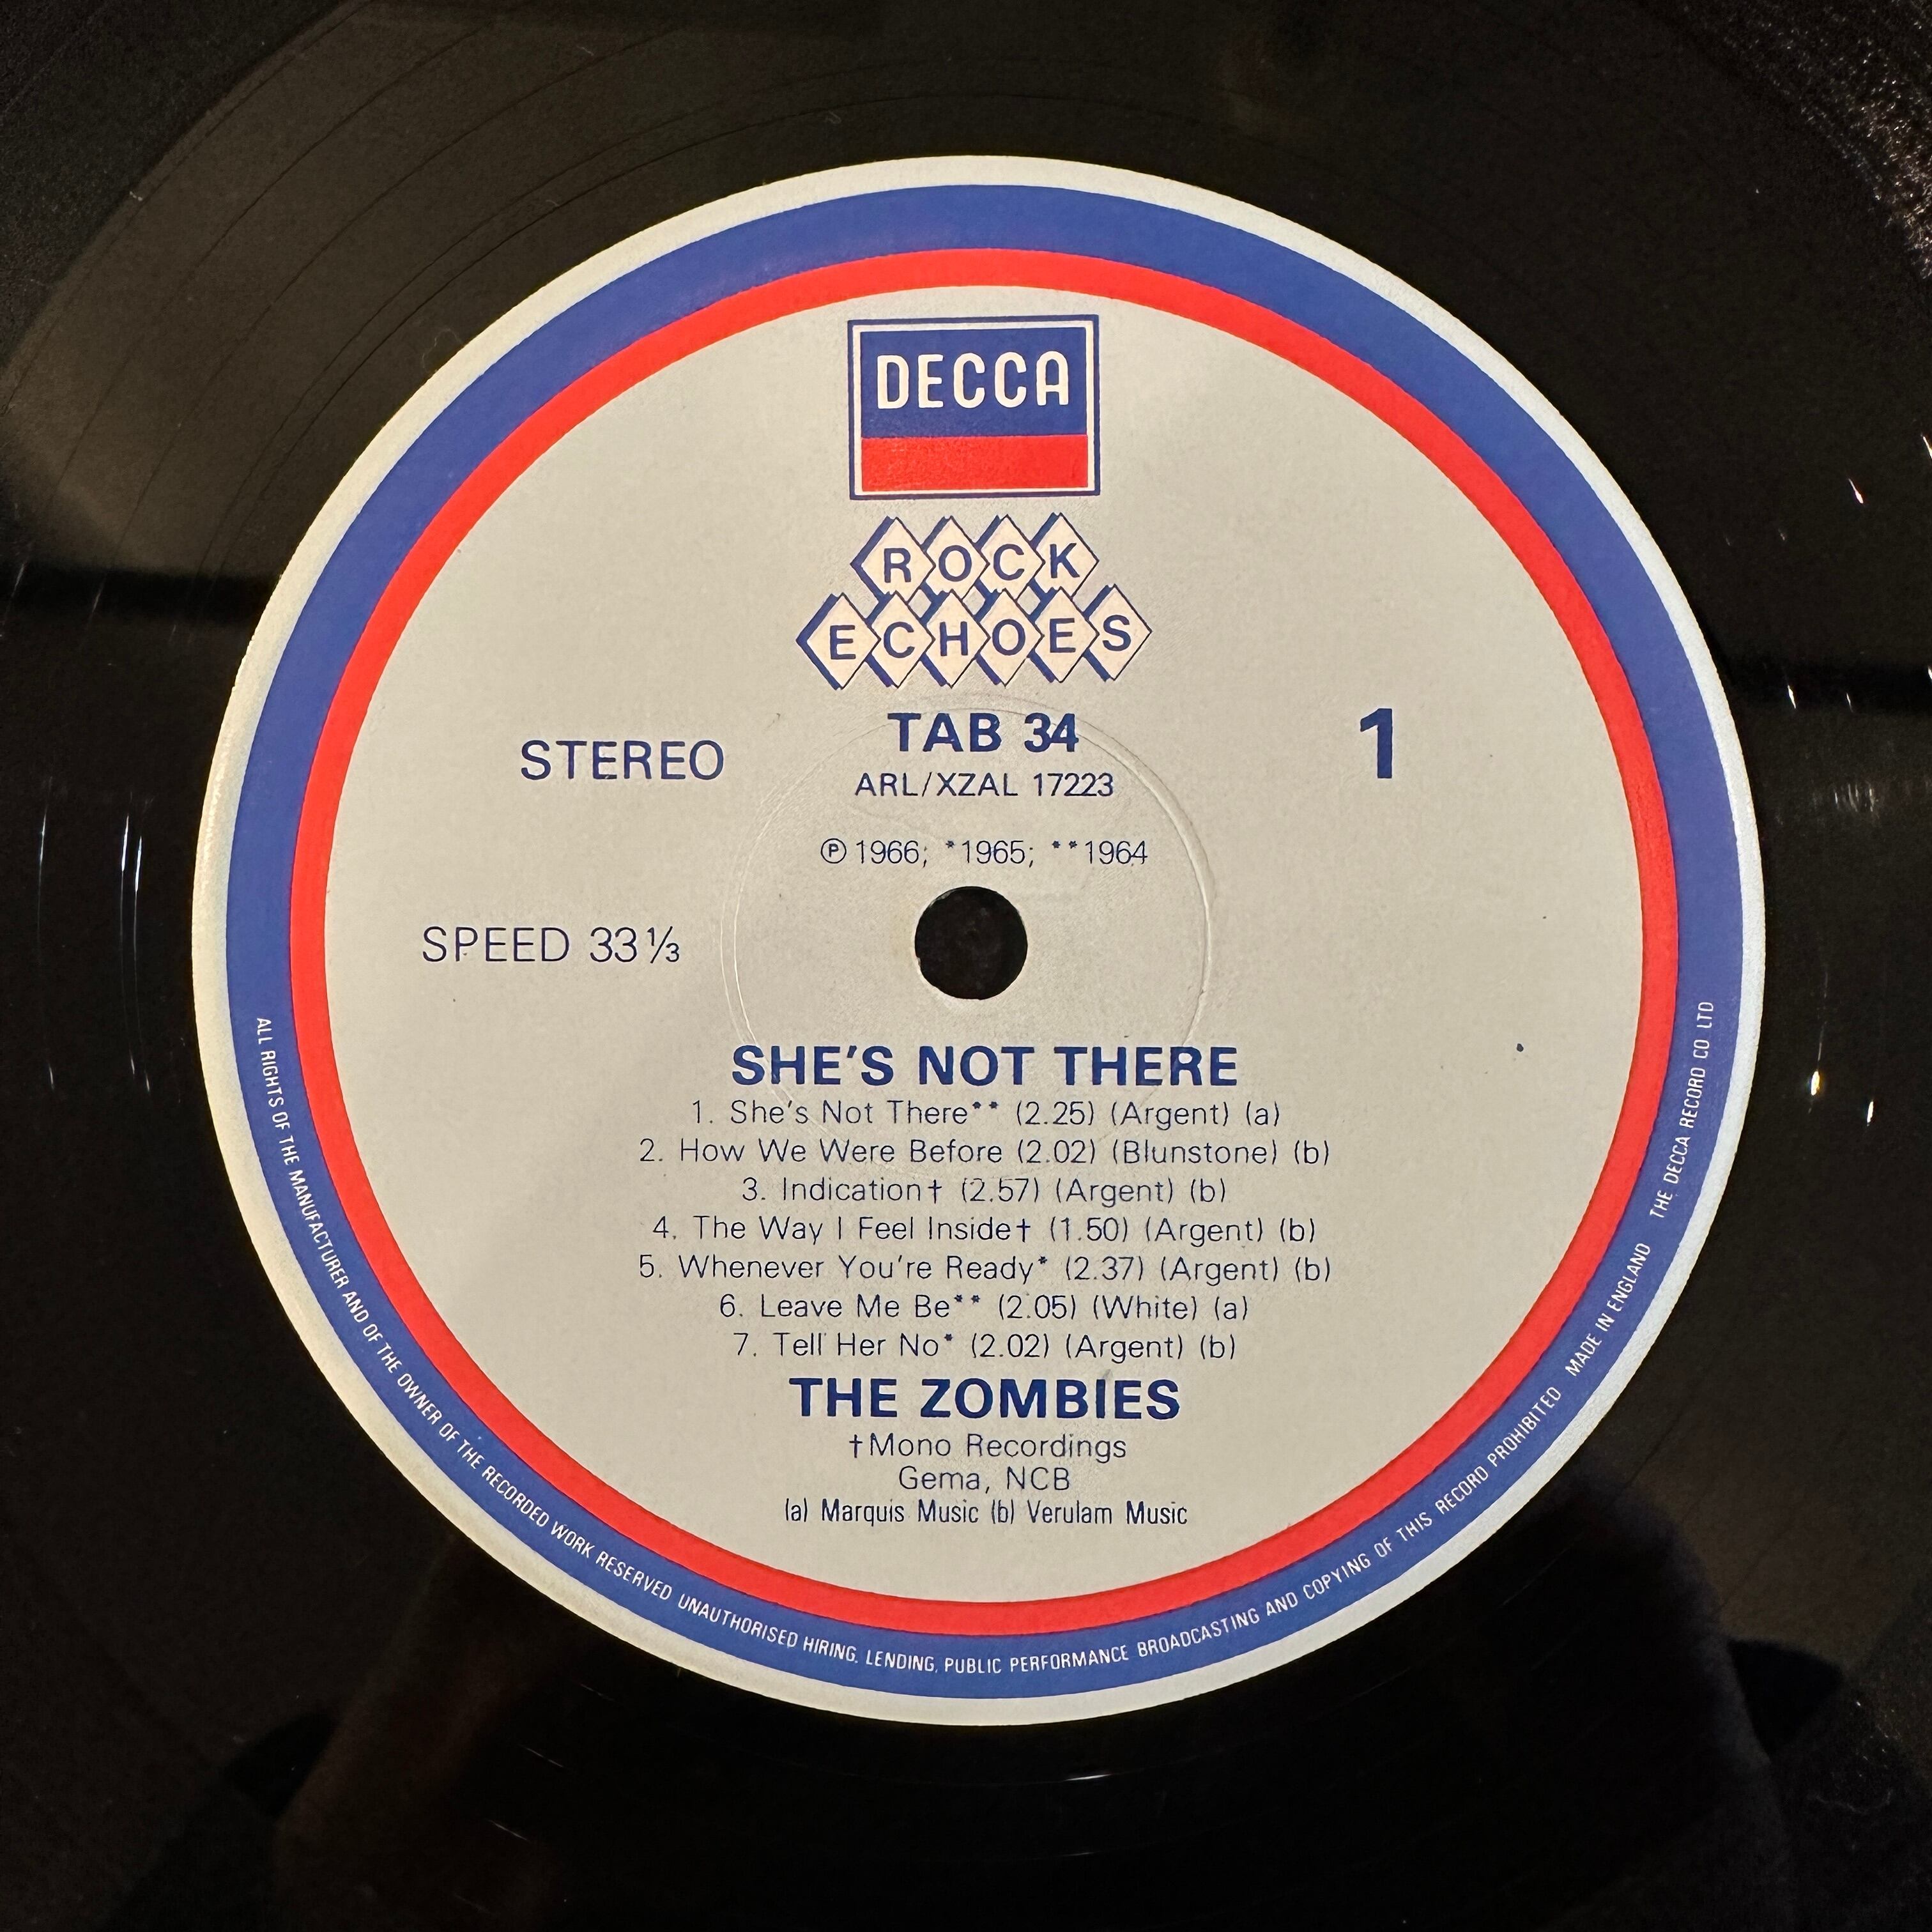 DECCA
ROCK
ECHOES
TAB 34
1
STEREO
ARL/XZAL 17223
℗ 1966; *1965; **1964
SPEED 33⅓
SHE'S NOT THERE
1. She's Not There** (2.25) (Argent) (a)
2. How We Were Before (2.02) (Blunstone) (b)
3. Indication† (2.57) (Argent) (b)
4. The Way I Feel Inside† (1.50) (Argent) (b)
5. Whenever You're Ready* (2.37) (Argent) (b)
6. Leave Me Be** (2.05) (White) (a)
7. Tell Her No* (2.02) (Argent) (b)
THE ZOMBIES
†Mono Recordings
Gema, NCB
(a) Marquis Music (b) Verulam Music
ALL RIGHTS OF THE MANUFACTURER AND OF THE OWNER OF THE RECORDED WORK RESERVED UNAUTHORISED HIRING, LENDING, PUBLIC PERFORMANCE BROADCASTING AND COPYING OF THIS RECORD PROHIBITED MADE IN ENGLAND THE DECCA RECORD CO LTD